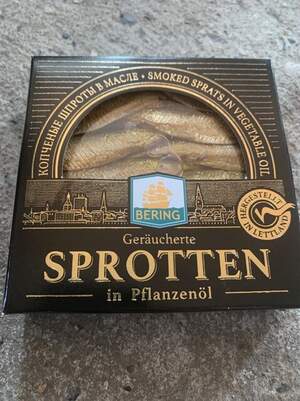 КОПЧЕНЫЕ ШПРОТЫ В МАСЛЕ • SMOKED SPRATS IN VEGETABLE OIL
BERING
HERGESTELLT
IN LETTLAND
Geräucherte
SPROTTEN
in Pflanzenöl